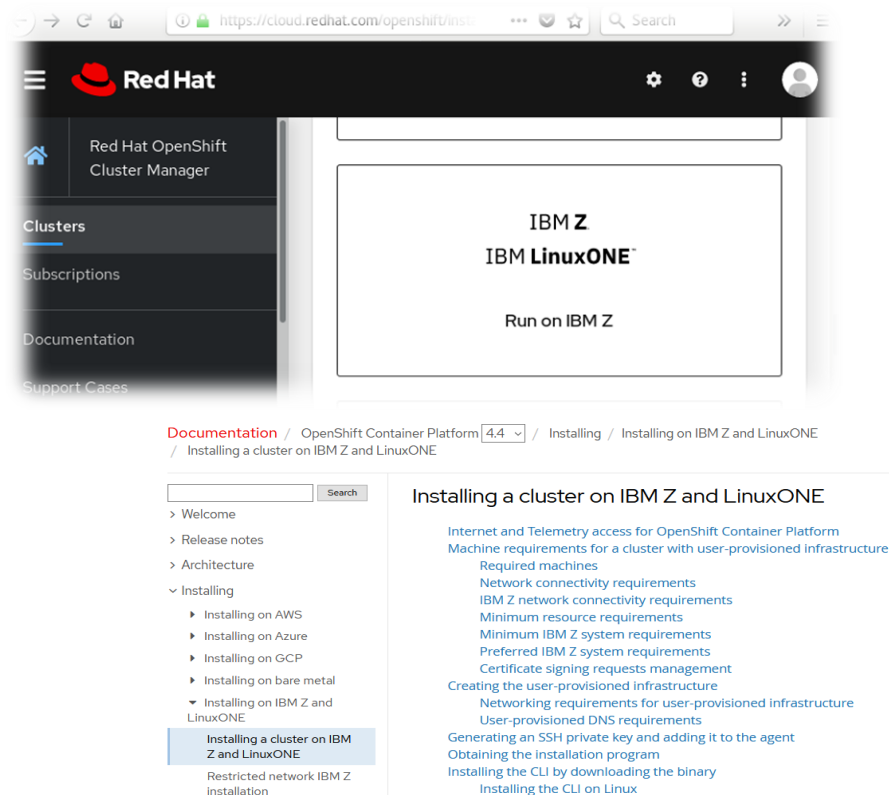 https://cloud.redhat.com/openshift/insta
Search
Red Hat
Red Hat OpenShift
Cluster Manager
Clusters
Subscriptions
Documentation
Support Cases
IBM Z
IBM LinuxONE™
Run on IBM Z
Documentation / OpenShift Container Platform 4.4 / Installing / Installing on IBM Z and LinuxONE
/ Installing a cluster on IBM Z and LinuxONE
Search
Welcome
Release notes
Architecture
Installing
Installing on AWS
Installing on Azure
Installing on GCP
Installing on bare metal
Installing on IBM Z and
LinuxONE
Installing a cluster on IBM
Z and LinuxONE
Restricted network IBM Z
installation
Installing a cluster on IBM Z and LinuxONE
Internet and Telemetry access for OpenShift Container Platform
Machine requirements for a cluster with user-provisioned infrastructure
Required machines
Network connectivity requirements
IBM Z network connectivity requirements
Minimum resource requirements
Minimum IBM Z system requirements
Preferred IBM Z system requirements
Certificate signing requests management
Creating the user-provisioned infrastructure
Networking requirements for user-provisioned infrastructure
User-provisioned DNS requirements
Generating an SSH private key and adding it to the agent
Obtaining the installation program
Installing the CLI by downloading the binary
Installing the CLI on Linux